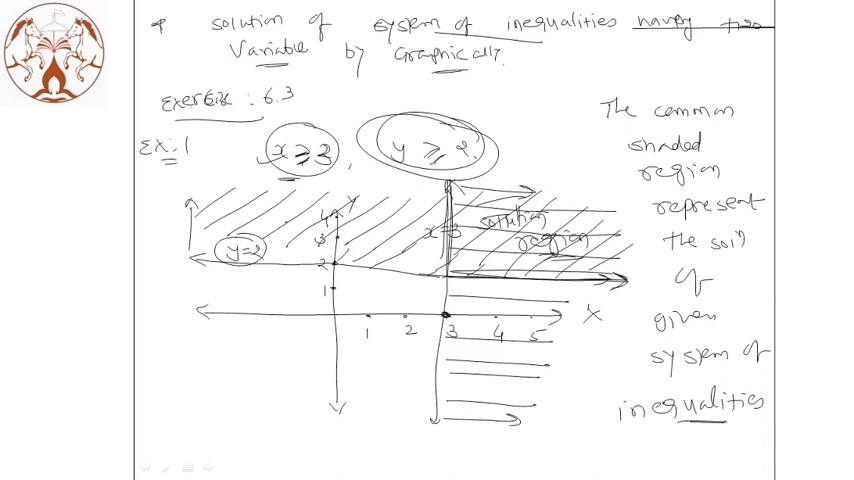 solution of system of inequalities having two
Variable by Graphically.
Exercise : 6.3
Ex: 1
x ≥ 3, y ≥ 2
The common
shaded
region
represent
the solⁿ
of
given
system of
inequalities
Y
4
3
2
1
y=2
x=3
solution
region
1 2 3 4 5
X